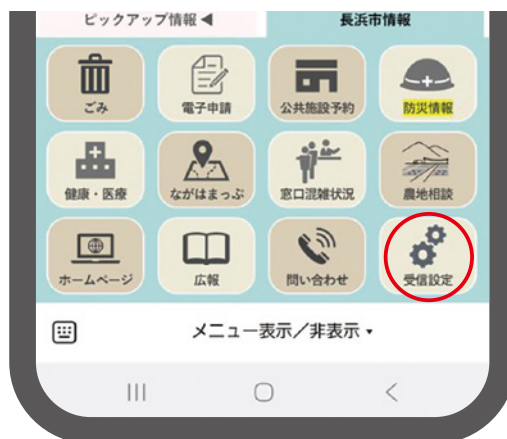 ピックアップ情報◀
長浜市情報
ごみ
電子申請
公共施設予約
防災情報
健康・医療
ながはまっぷ
窓口混雑状況
農地相談
ホームページ
広報
問い合わせ
受信設定
メニュー表示／非表示▾